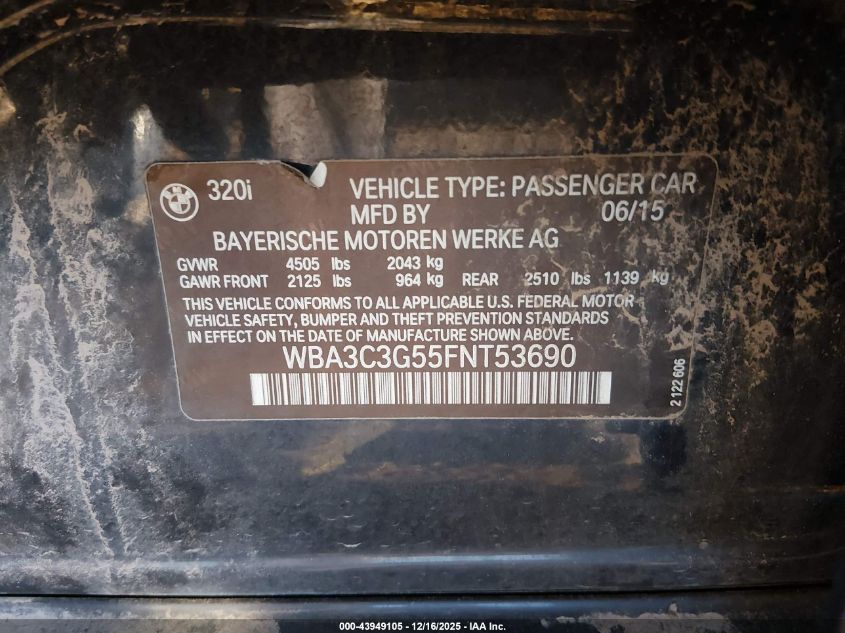 320i VEHICLE TYPE: PASSENGER CAR
MFD BY 06/15
BAYERISCHE MOTOREN WERKE AG
GVWR 4505 lbs 2043 kg
GAWR FRONT 2125 lbs 964 kg REAR 2510 lbs 1139 kg
THIS VEHICLE CONFORMS TO ALL APPLICABLE U.S. FEDERAL MOTOR
VEHICLE SAFETY, BUMPER AND THEFT PREVENTION STANDARDS
IN EFFECT ON THE DATE OF MANUFACTURE SHOWN ABOVE.
WBA3C3G55FNT53690
2 122 606
000-43949105 - 12/16/2025 - IAA Inc.